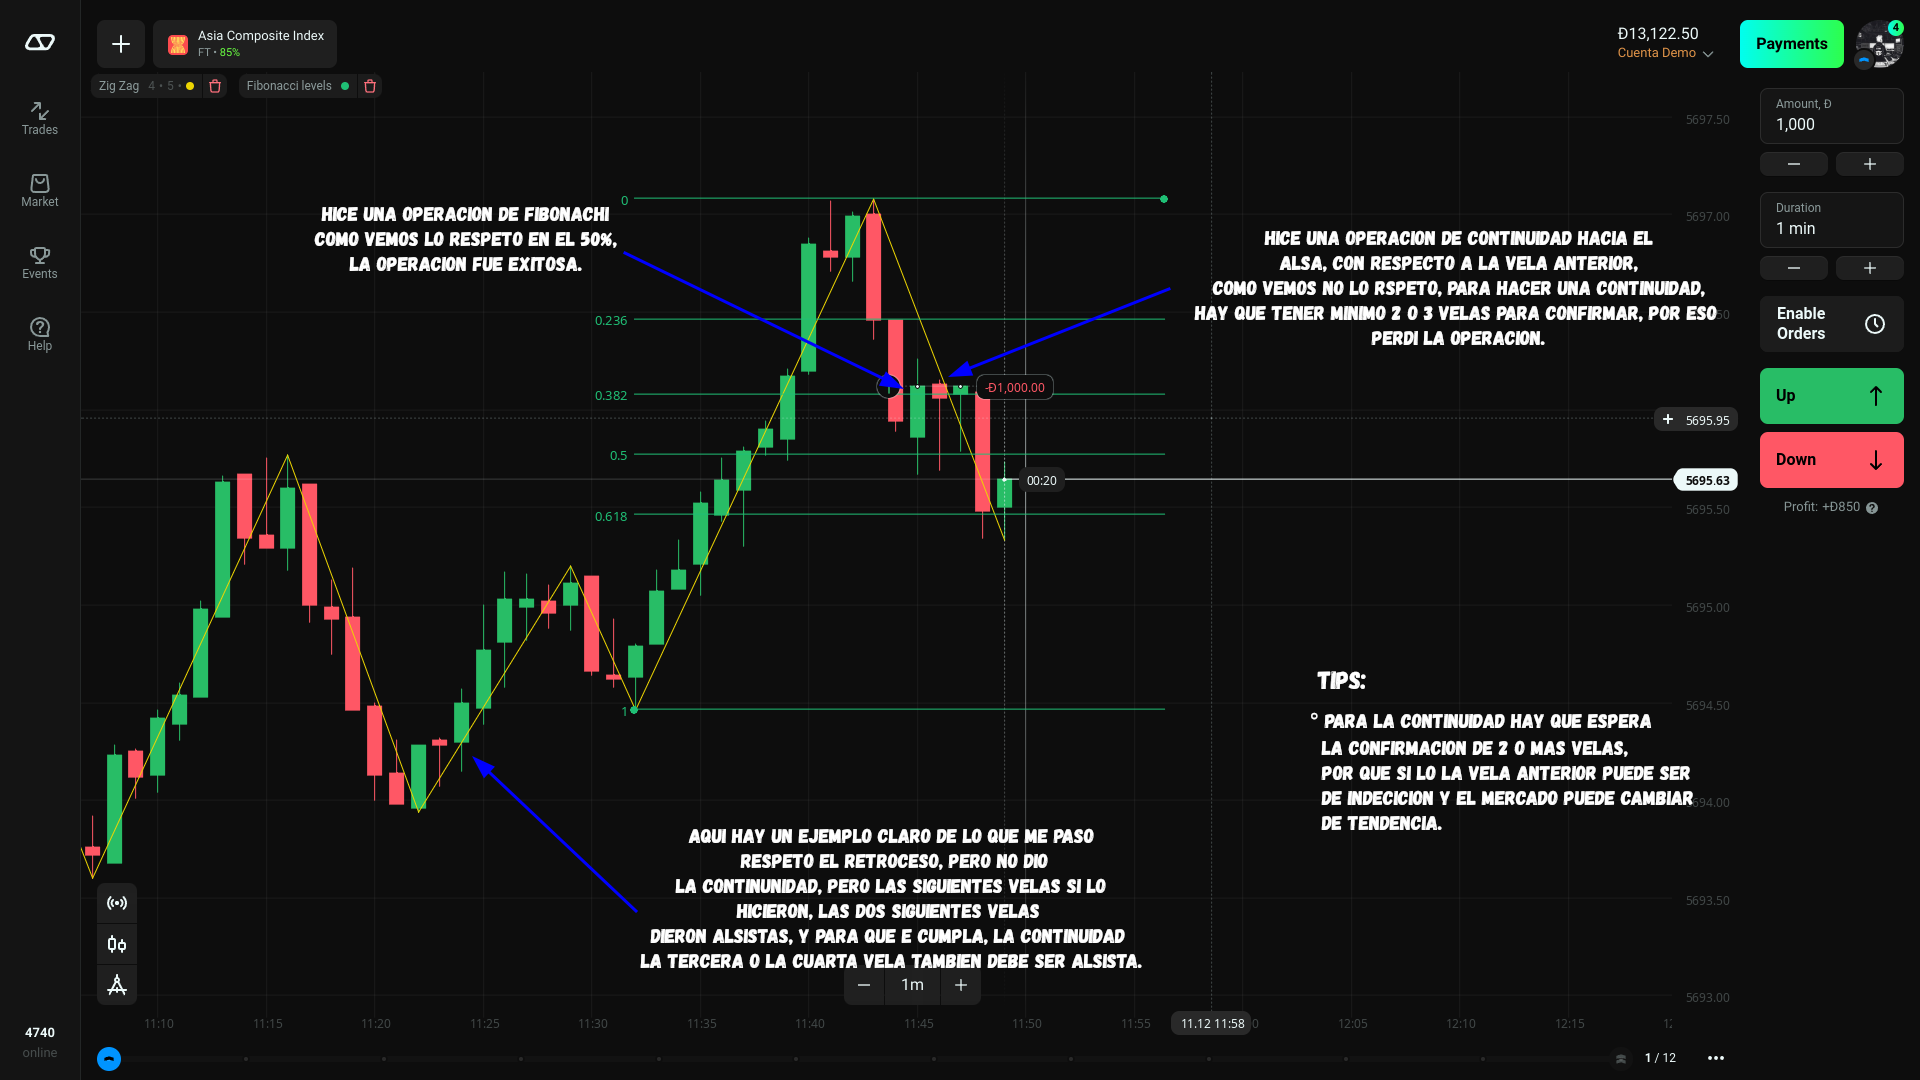 Asia Composite Index
FT • 85%
Đ13,122.50
Cuenta Demo
Payments
4
Zig Zag 4 • 5 •
Fibonacci levels
Trades
Market
Events
Help
4740
online
HICE UNA OPERACION DE FIBONACHI
COMO VEMOS LO RESPETO EN EL 50%,
LA OPERACION FUE EXITOSA.
HICE UNA OPERACION DE CONTINUIDAD HACIA EL
ALSA, CON RESPECTO A LA VELA ANTERIOR,
COMO VEMOS NO LO RSPETO, PARA HACER UNA CONTINUIDAD,
HAY QUE TENER MINIMO 2 O 3 VELAS PARA CONFIRMAR, POR ESO
PERDI LA OPERACION.
0
0.236
0.382
0.5
0.618
1
-Đ1,000.00
00:20
TIPS:
° PARA LA CONTINUIDAD HAY QUE ESPERA
LA CONFIRMACION DE 2 O MAS VELAS,
POR QUE SI LO LA VELA ANTERIOR PUEDE SER
DE INDECICION Y EL MERCADO PUEDE CAMBIAR
DE TENDENCIA.
AQUI HAY UN EJEMPLO CLARO DE LO QUE ME PASO
RESPETO EL RETROCESO, PERO NO DIO
LA CONTINUNIDAD, PERO LAS SIGUIENTES VELAS SI LO
HICIERON, LAS DOS SIGUIENTES VELAS
DIERON ALSISTAS, Y PARA QUE E CUMPLA, LA CONTINUIDAD
LA TERCERA O LA CUARTA VELA TAMBIEN DEBE SER ALSISTA.
5697.50
5697.00
5695.95
5695.63
5695.50
5695.00
5694.50
5694.00
5693.50
5693.00
1m
11:10 11:15 11:20 11:25 11:30 11:35 11:40 11:45 11:50 11:55 11.12 11:58 12:05 12:10 12:15
1 / 12
Amount, Đ
1,000
Duration
1 min
Enable
Orders
Up
Down
Profit: +Đ850